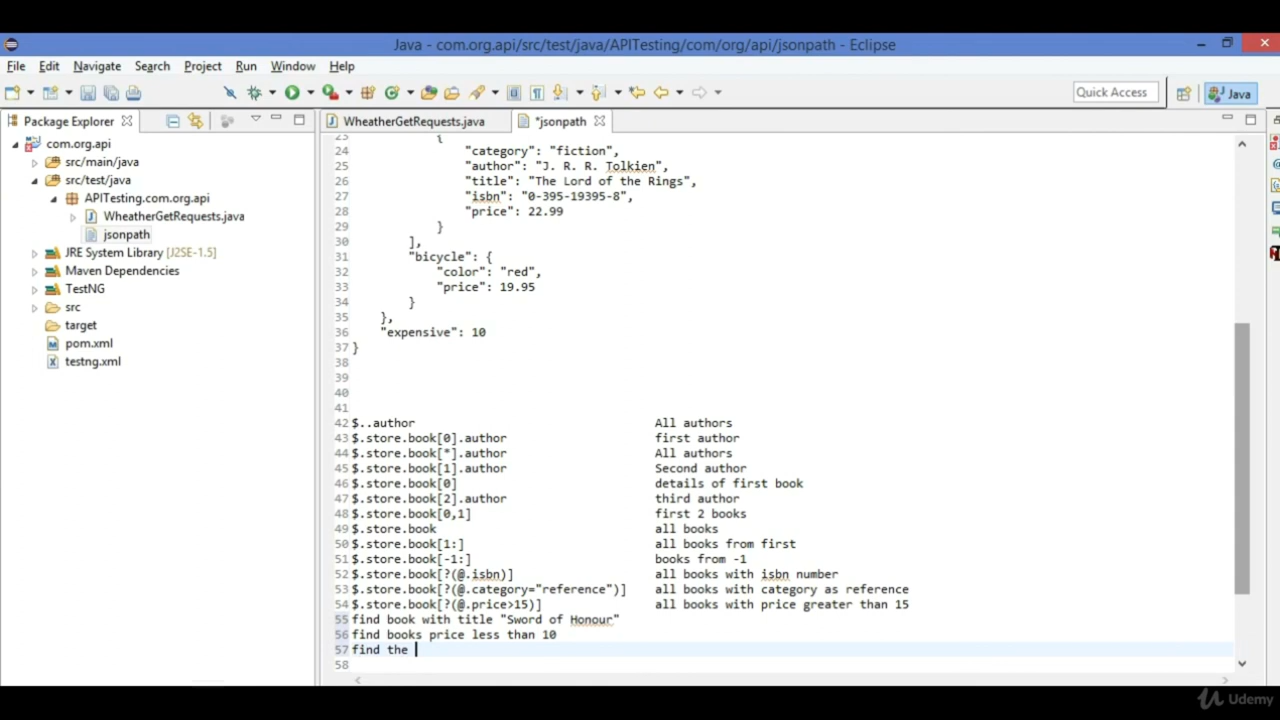 Java - com.org.api/src/test/java/APITesting/com/org/api/jsonpath - Eclipse
File Edit Navigate Search Project Run Window Help
Quick Access
Java
Package Explorer
WheatherGetRequests.java
*jsonpath
com.org.api
src/main/java
src/test/java
APITesting.com.org.api
WheatherGetRequests.java
jsonpath
JRE System Library [J2SE-1.5]
Maven Dependencies
TestNG
src
target
pom.xml
testng.xml
23 {
24 "category": "fiction",
25 "author": "J. R. R. Tolkien",
26 "title": "The Lord of the Rings",
27 "isbn": "0-395-19395-8",
28 "price": 22.99
29 }
30 ],
31 "bicycle": {
32 "color": "red",
33 "price": 19.95
34 }
35 },
36 "expensive": 10
37 }
38
39
40
41
42 $..author All authors
43 $.store.book[0].author first author
44 $.store.book[*].author All authors
45 $.store.book[1].author Second author
46 $.store.book[0] details of first book
47 $.store.book[2].author third author
48 $.store.book[0,1] first 2 books
49 $.store.book all books
50 $.store.book[1:] all books from first
51 $.store.book[-1:] books from -1
52 $.store.book[?(@.isbn)] all books with isbn number
53 $.store.book[?(@.category="reference")] all books with category as reference
54 $.store.book[?(@.price>15)] all books with price greater than 15
55 find book with title "Sword of Honour"
56 find books price less than 10
57 find the
58
Udemy